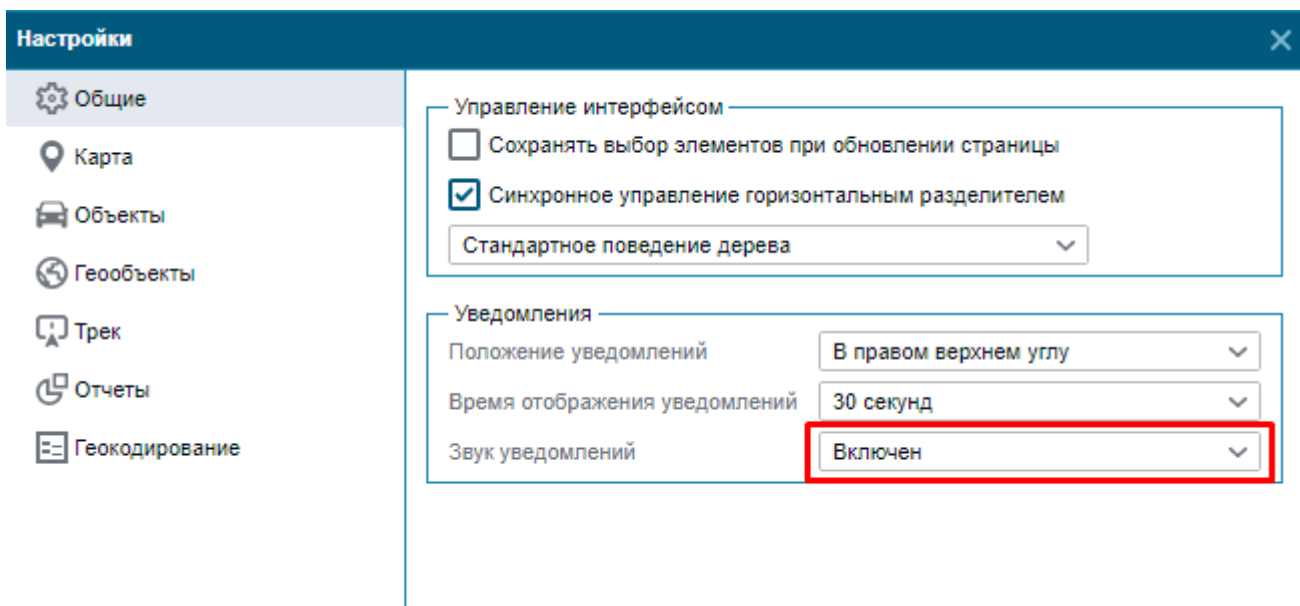 Настройки
Общие
Карта
Объекты
Геообъекты
Трек
Отчеты
Геокодирование
Управление интерфейсом
Сохранять выбор элементов при обновлении страницы
Синхронное управление горизонтальным разделителем
Стандартное поведение дерева
Уведомления
Положение уведомлений В правом верхнем углу
Время отображения уведомлений 30 секунд
Звук уведомлений Включен